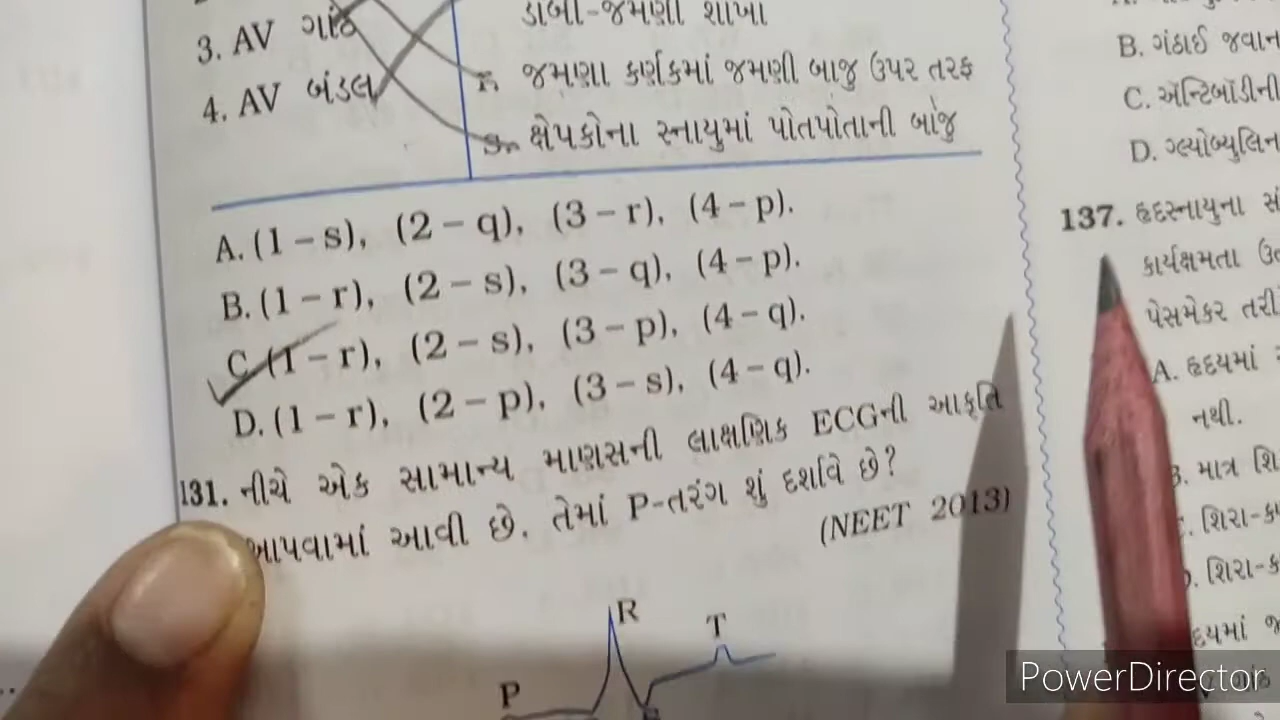 ડાબી-જમણી શાખા
3. AV ગાંઠ
4. AV બંડલ
જમણા કર્ણકમાં જમણી બાજુ ઉપર તરફ
ક્ષેપકોના સ્નાયુમાં પોતપોતાની બાજુ
A. (1 – s), (2 – q), (3 – r), (4 – p).
B. (1 – r), (2 – s), (3 – q), (4 – p).
C. (1 – r), (2 – s), (3 – p), (4 – q).
D. (1 – r), (2 – p), (3 – s), (4 – q).
131. નીચે એક સામાન્ય માણસની લાક્ષણિક ECGની આકૃતિ
આપવામાં આવી છે. તેમાં P-તરંગ શું દર્શાવે છે?
(NEET 2013)
R
T
P
B. ગંઠાઈ જવાન
C. ઍન્ટિબૉડીની
D. ગ્લોબ્યુલિન
137. હૃદસ્નાયુના
કાર્યક્ષમતા
પેસમેકર તરી
A. હૃદયમાં
નથી.
B. માત્ર શિ
શિરા-ક
D. શિરા-ક
PowerDirector